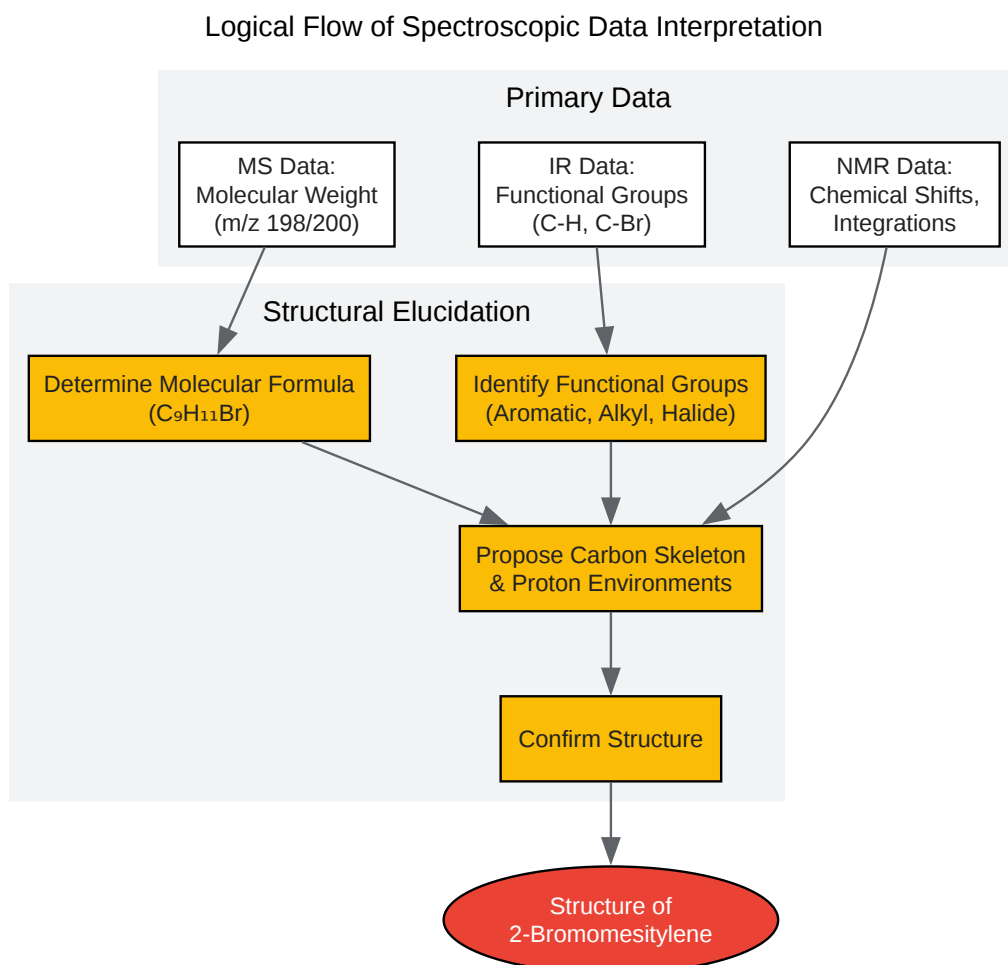 Logical Flow of Spectroscopic Data Interpretation
Primary Data
MS Data:
Molecular Weight
(m/z 198/200)
IR Data:
Functional Groups
(C-H, C-Br)
NMR Data:
Chemical Shifts,
Integrations
Structural Elucidation
Determine Molecular Formula
(C₉H₁₁Br)
Identify Functional Groups
(Aromatic, Alkyl, Halide)
Propose Carbon Skeleton
& Proton Environments
Confirm Structure
Structure of
2-Bromomesitylene